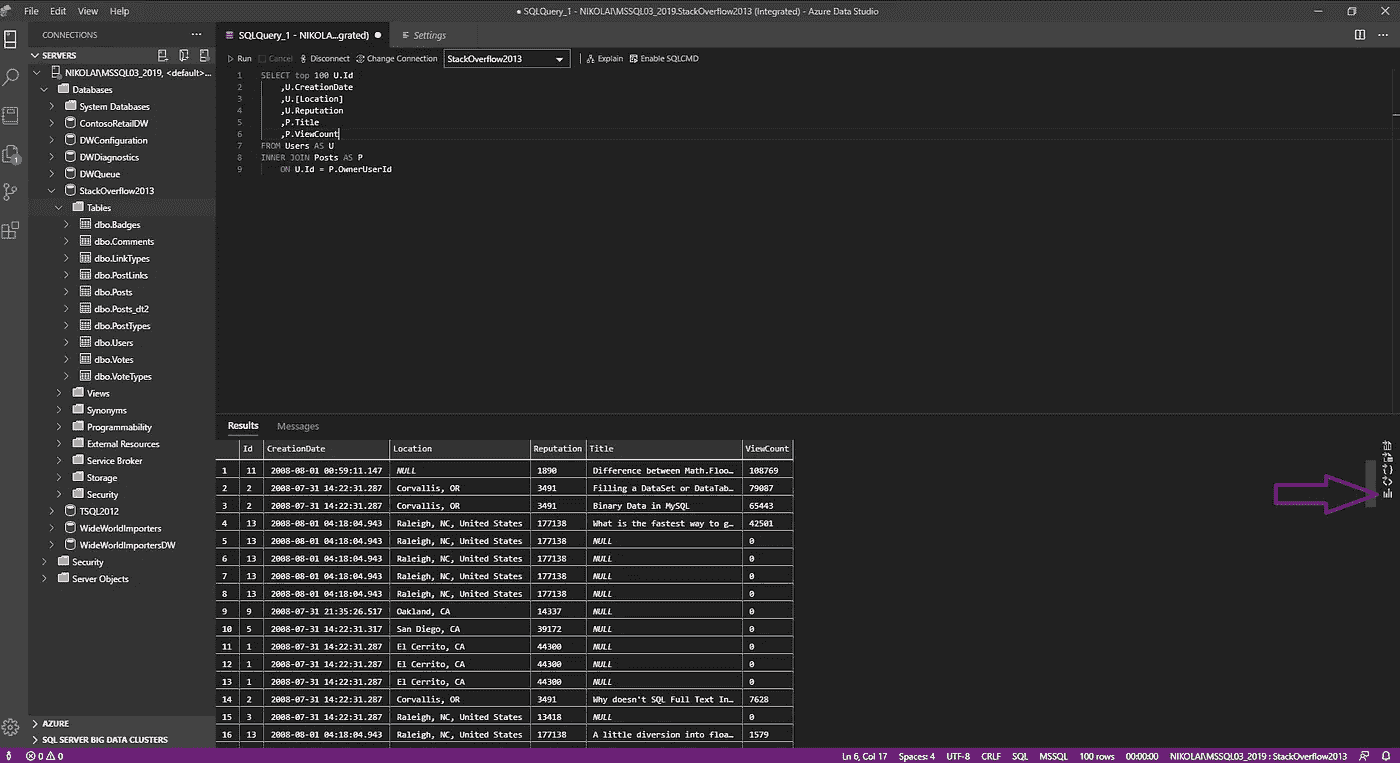 File Edit View Help
● SQLQuery_1 - NIKOLAI\MSSQL03_2019.StackOverflow2013 (Integrated) - Azure Data Studio
CONNECTIONS
SERVERS
NIKOLAI\MSSQL03_2019, <default>...
Databases
System Databases
ContosoRetailDW
DWConfiguration
DWDiagnostics
DWQueue
StackOverflow2013
Tables
dbo.Badges
dbo.Comments
dbo.LinkTypes
dbo.PostLinks
dbo.Posts
dbo.Posts_dt2
dbo.PostTypes
dbo.Users
dbo.Votes
dbo.VoteTypes
Views
Synonyms
Programmability
External Resources
Service Broker
Storage
Security
TSQL2012
WideWorldImporters
WideWorldImportersDW
Security
Server Objects
AZURE
SQL SERVER BIG DATA CLUSTERS
1
SQLQuery_1 - NIKOLA...grated) ● Settings
Run Cancel Disconnect Change Connection StackOverflow2013 Explain Enable SQLCMD
1 SELECT top 100 U.Id
2 ,U.CreationDate
3 ,U.[Location]
4 ,U.Reputation
5 ,P.Title
6 ,P.ViewCount
7 FROM Users AS U
8 INNER JOIN Posts AS P
9 ON U.Id = P.OwnerUserId
Results Messages
Id CreationDate Location Reputation Title ViewCount
1 11 2008-08-01 00:59:11.147 NULL 1890 Difference between Math.Floo... 108769
2 2 2008-07-31 14:22:31.287 Corvallis, OR 3491 Filling a DataSet or DataTab... 79087
3 2 2008-07-31 14:22:31.287 Corvallis, OR 3491 Binary Data in MySQL 65443
4 13 2008-08-01 04:18:04.943 Raleigh, NC, United States 177138 What is the fastest way to g... 42501
5 13 2008-08-01 04:18:04.943 Raleigh, NC, United States 177138 NULL 0
6 13 2008-08-01 04:18:04.943 Raleigh, NC, United States 177138 NULL 0
7 13 2008-08-01 04:18:04.943 Raleigh, NC, United States 177138 NULL 0
8 13 2008-08-01 04:18:04.943 Raleigh, NC, United States 177138 NULL 0
9 9 2008-07-31 21:35:26.517 Oakland, CA 14337 NULL 0
10 5 2008-07-31 14:22:31.317 San Diego, CA 39172 NULL 0
11 1 2008-07-31 14:22:31.287 El Cerrito, CA 44300 NULL 0
12 1 2008-07-31 14:22:31.287 El Cerrito, CA 44300 NULL 0
13 1 2008-07-31 14:22:31.287 El Cerrito, CA 44300 NULL 0
14 2 2008-07-31 14:22:31.287 Corvallis, OR 3491 Why doesn't SQL Full Text In... 7628
15 3 2008-07-31 14:22:31.287 Raleigh, NC, United States 13418 NULL 0
16 13 2008-08-01 04:18:04.943 Raleigh, NC, United States 177138 A little diversion into floa... 1579
0 0 Ln 6, Col 17 Spaces: 4 UTF-8 CRLF SQL MSSQL 100 rows 00:00:00 NIKOLAI\MSSQL03_2019 : StackOverflow2013